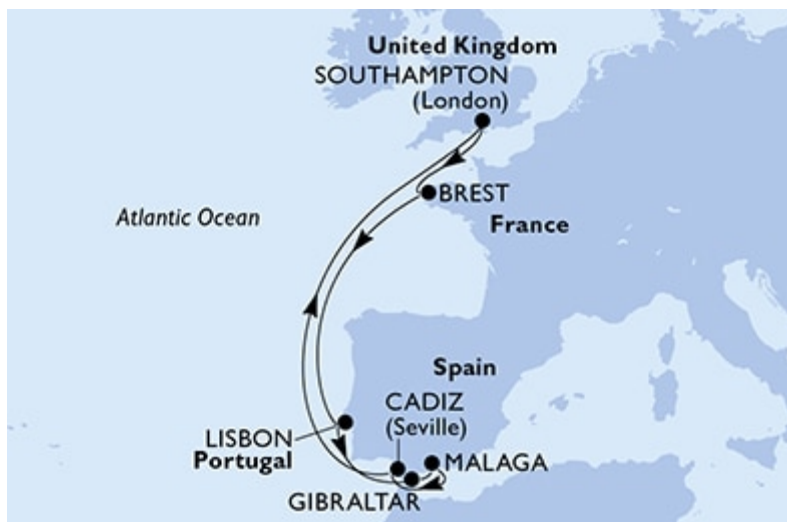 United Kingdom
SOUTHAMPTON
(London)
BREST
Atlantic Ocean
France
Spain
CADIZ
(Seville)
LISBON
Portugal
MALAGA
GIBRALTAR